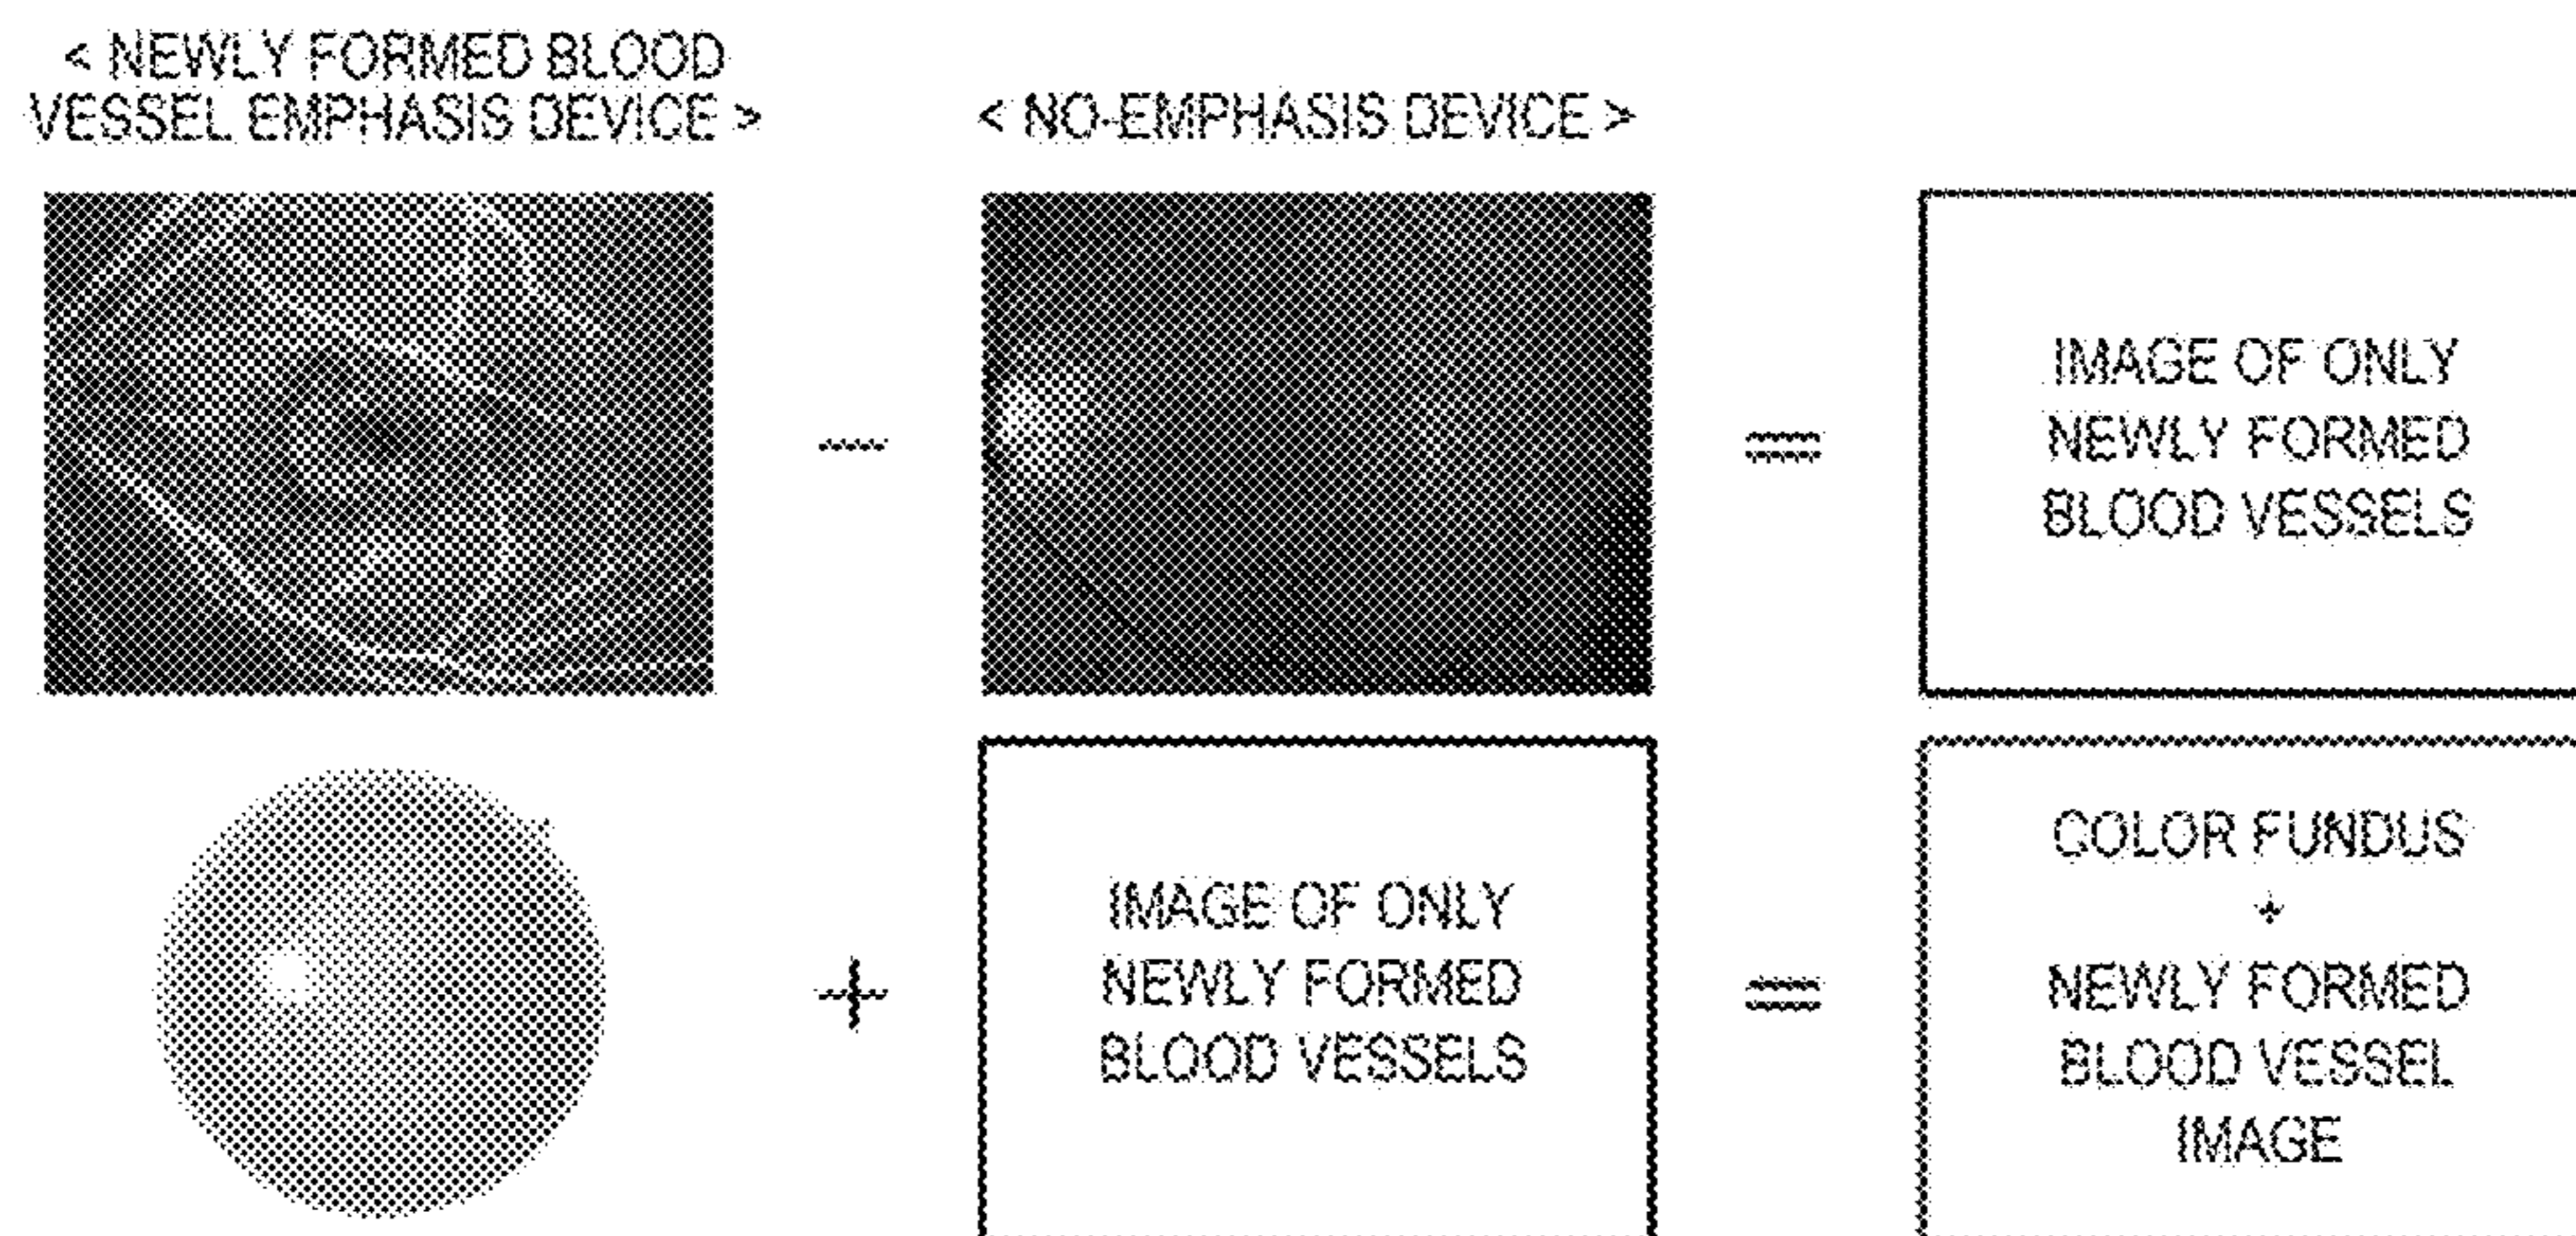 < NEWLY FORMED BLOOD
VESSEL EMPHASIS DEVICE >
< NO-EMPHASIS DEVICE >
−
=
IMAGE OF ONLY
NEWLY FORMED
BLOOD VESSELS
+
IMAGE OF ONLY
NEWLY FORMED
BLOOD VESSELS
=
COLOR FUNDUS
+
NEWLY FORMED
BLOOD VESSEL
IMAGE